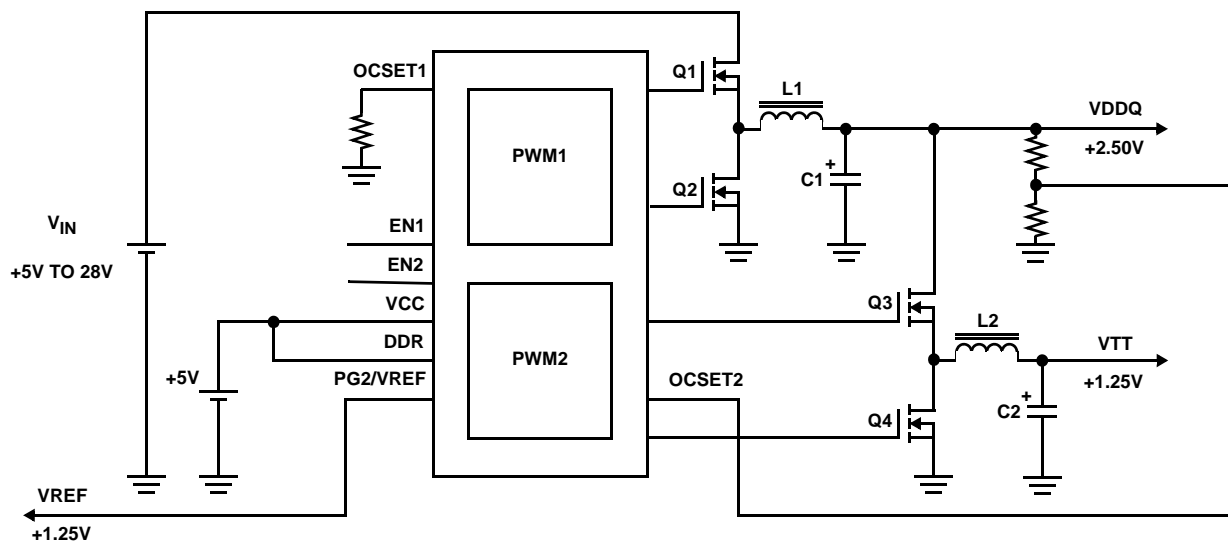 OCSET1
Q1
L1
VDDQ
+2.50V
PWM1
+
C1
Q2
VIN
+5V TO 28V
EN1
EN2
VCC
Q3
L2
DDR
PWM2
VTT
+5V
PG2/VREF
OCSET2
+1.25V
+
C2
Q4
VREF
+1.25V